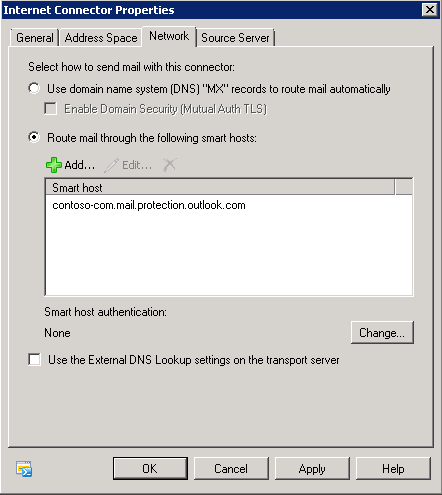 Internet Connector Properties
General Address Space Network Source Server
Select how to send mail with this connector:
Use domain name system (DNS) "MX" records to route mail automatically
Enable Domain Security (Mutual Auth TLS)
Route mail through the following smart hosts:
Add... Edit...
Smart host
contoso-com.mail.protection.outlook.com
Smart host authentication:
None Change...
Use the External DNS Lookup settings on the transport server
OK Cancel Apply Help